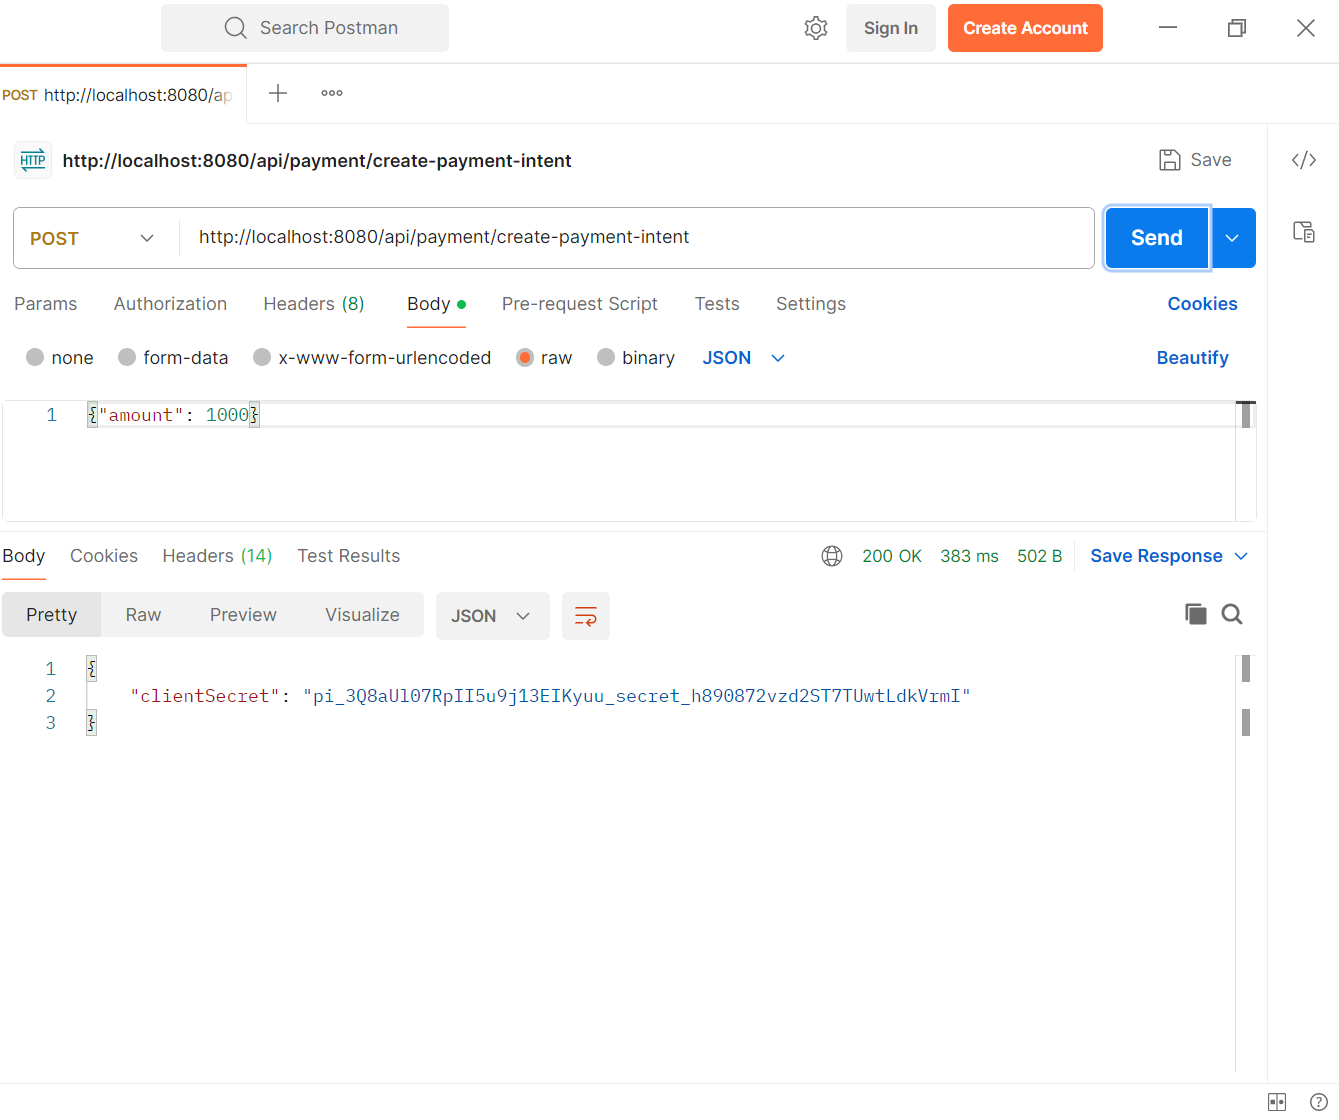 Search Postman
Sign In
Create Account
POST http://localhost:8080/ap
HTTP http://localhost:8080/api/payment/create-payment-intent
Save
POST
http://localhost:8080/api/payment/create-payment-intent
Send
Params Authorization Headers (8) Body Pre-request Script Tests Settings Cookies
none form-data x-www-form-urlencoded raw binary JSON Beautify
1 {"amount": 1000}
Body Cookies Headers (14) Test Results 200 OK 383 ms 502 B Save Response
Pretty Raw Preview Visualize JSON
1 {
2 "clientSecret": "pi_3Q8aUl07RpII5u9j13EIKyuu_secret_h890872vzd2ST7TUwtLdkVrmI"
3 }